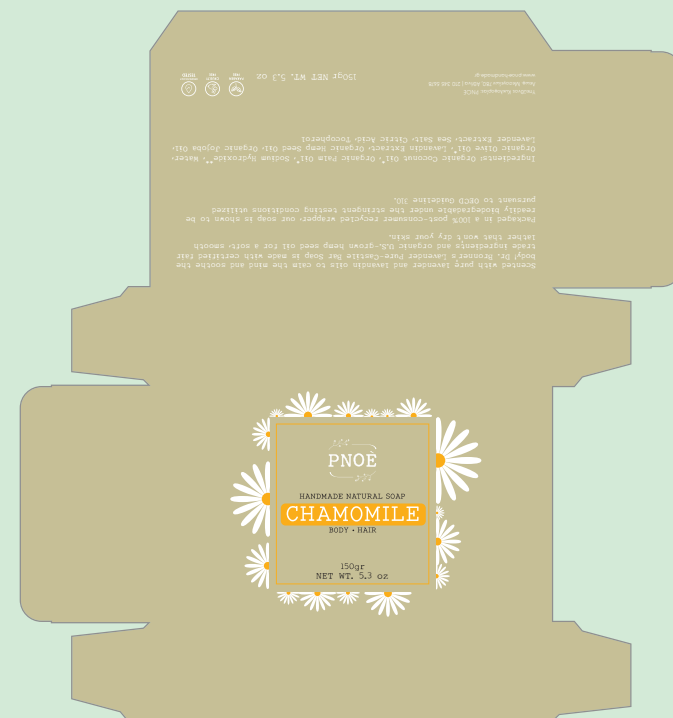 Scented with pure lavender and lavandin oils to calm the mind and soothe the
body! Dr. Bronner's Lavender Pure-Castile Bar Soap is made with certified fair
trade ingredients and organic U.S.-grown hemp seed oil for a soft, smooth
lather that won't dry your skin.
Packaged in a 100% post-consumer recycled wrapper, our soap is shown to be
readily biodegradable under the stringent testing conditions utilized
pursuant to OECD Guideline 310.
Ingredients: Organic Coconut Oil*, Organic Palm Oil*, Sodium Hydroxide**, Water,
Organic Olive Oil*, Lavandin Extract, Organic Hemp Seed Oil, Organic Jojoba Oil,
Lavender Extract, Sea Salt, Citric Acid, Tocopherol
PNOE
150gr NET WT. 5.3 oz
PNOÈ
HANDMADE NATURAL SOAP
CHAMOMILE
BODY • HAIR
150gr
NET WT. 5.3 oz